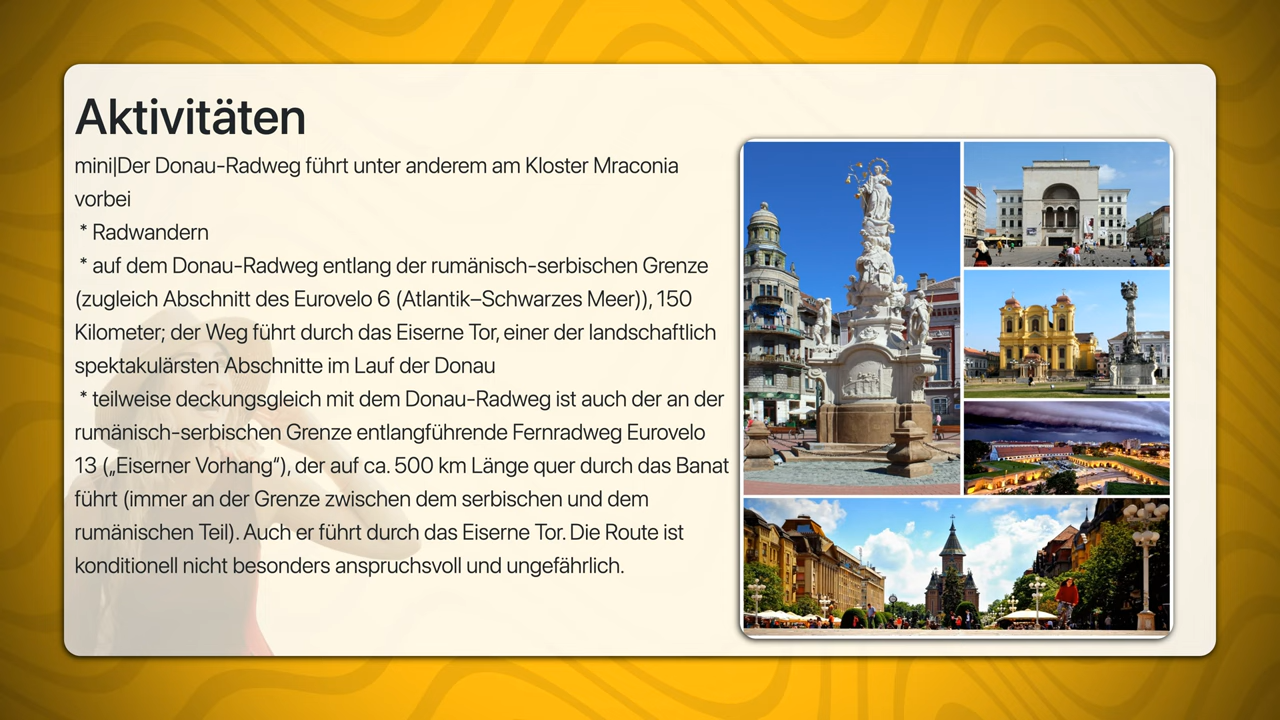 Aktivitäten
mini|Der Donau-Radweg führt unter anderem am Kloster Mraconia
vorbei
* Radwandern
* auf dem Donau-Radweg entlang der rumänisch-serbischen Grenze
(zugleich Abschnitt des Eurovelo 6 (Atlantik–Schwarzes Meer)), 150
Kilometer; der Weg führt durch das Eiserne Tor, einer der landschaftlich
spektakulärsten Abschnitte im Lauf der Donau
* teilweise deckungsgleich mit dem Donau-Radweg ist auch der an der
rumänisch-serbischen Grenze entlangführende Fernradweg Eurovelo
13 („Eiserner Vorhang“), der auf ca. 500 km Länge quer durch das Banat
führt (immer an der Grenze zwischen dem serbischen und dem
rumänischen Teil). Auch er führt durch das Eiserne Tor. Die Route ist
konditionell nicht besonders anspruchsvoll und ungefährlich.